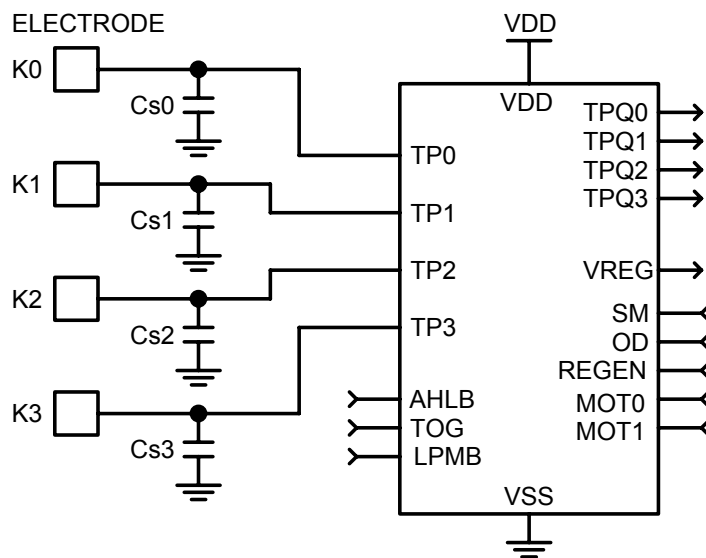 ELECTRODE
K0
Cs0
K1
Cs1
K2
Cs2
K3
Cs3
VDD
VDD
TP0
TP1
TP2
TP3
AHLB
TOG
LPMB
TPQ0
TPQ1
TPQ2
TPQ3
VREG
SM
OD
REGEN
MOT0
MOT1
VSS